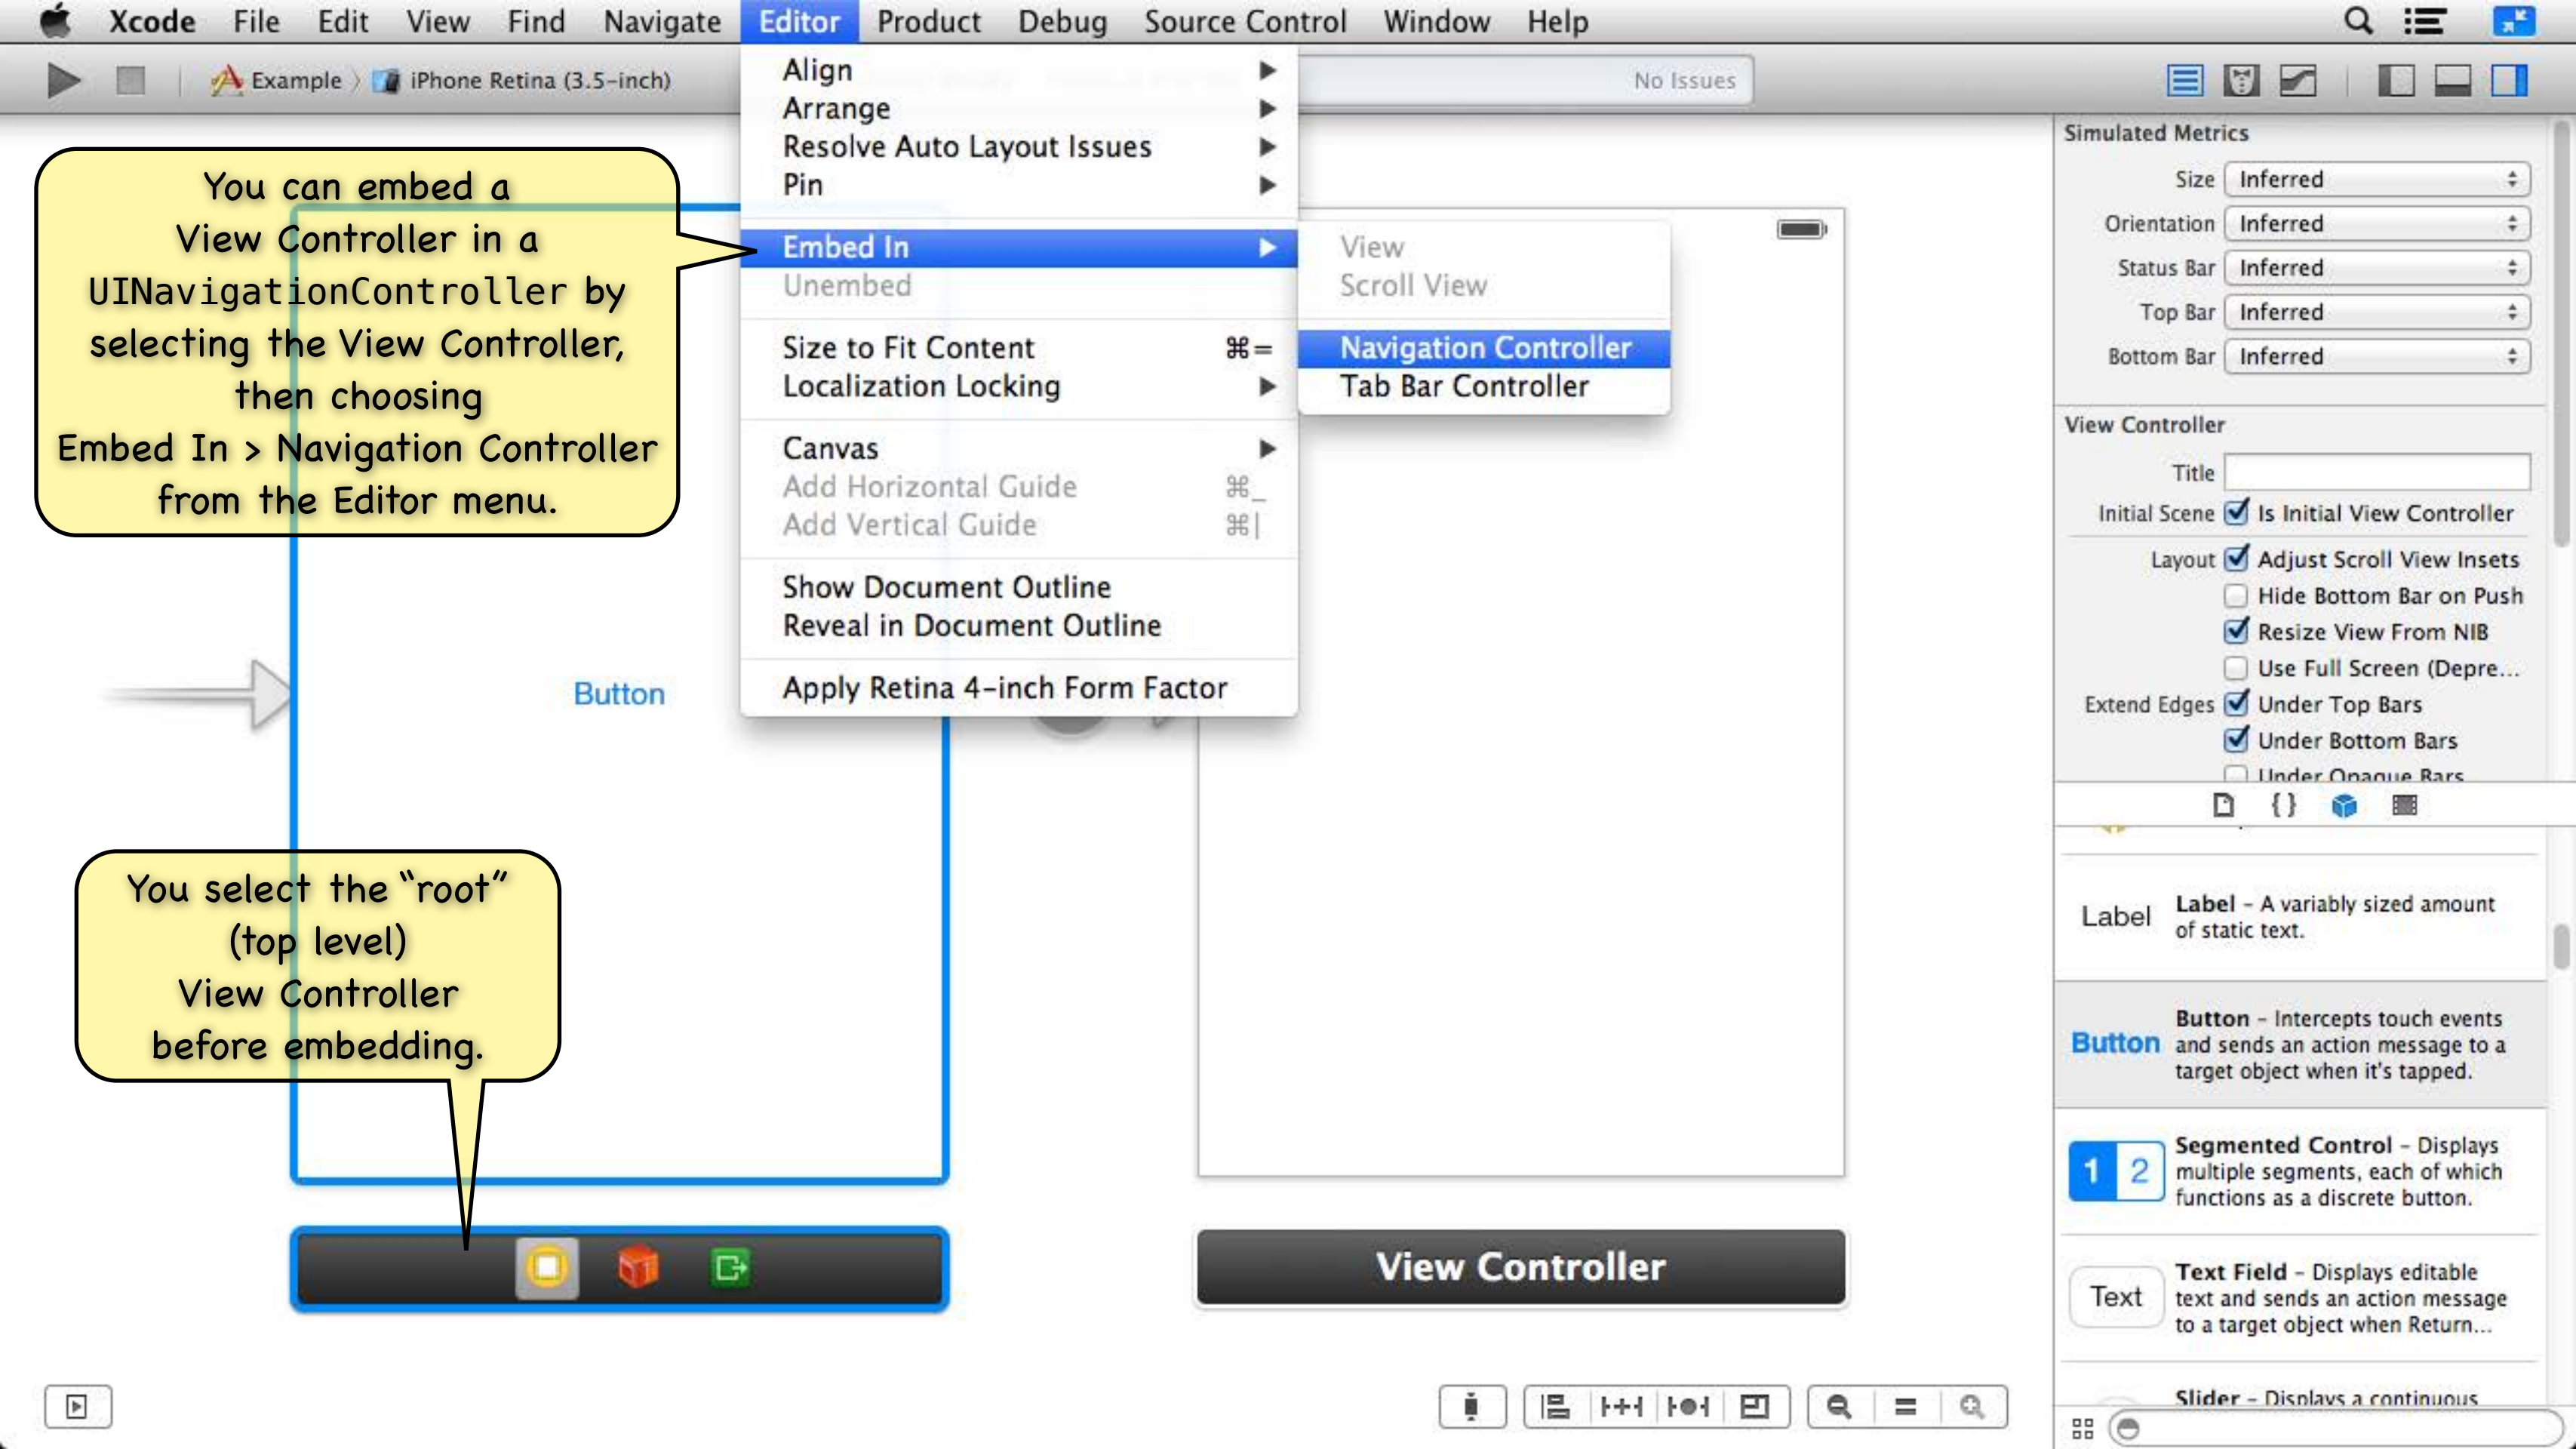 Xcode File Edit View Find Navigate Editor Product Debug Source Control Window Help
Example 〉 iPhone Retina (3.5-inch)
No Issues
Align
Arrange
Resolve Auto Layout Issues
Pin
Embed In
Unembed
Size to Fit Content ⌘=
Localization Locking
Canvas
Add Horizontal Guide ⌘_
Add Vertical Guide ⌘|
Show Document Outline
Reveal in Document Outline
Apply Retina 4-inch Form Factor
View
Scroll View
Navigation Controller
Tab Bar Controller
You can embed a
View Controller in a
UINavigationController by
selecting the View Controller,
then choosing
Embed In > Navigation Controller
from the Editor menu.
Button
You select the “root”
(top level)
View Controller
before embedding.
View Controller
Simulated Metrics
Size Inferred
Orientation Inferred
Status Bar Inferred
Top Bar Inferred
Bottom Bar Inferred
View Controller
Title
Initial Scene Is Initial View Controller
Layout Adjust Scroll View Insets
Hide Bottom Bar on Push
Resize View From NIB
Use Full Screen (Depre...
Extend Edges Under Top Bars
Under Bottom Bars
Under Opaque Bars
{ }
Label Label – A variably sized amount
of static text.
Button Button – Intercepts touch events
and sends an action message to a
target object when it's tapped.
1 2 Segmented Control – Displays
multiple segments, each of which
functions as a discrete button.
Text Text Field – Displays editable
text and sends an action message
to a target object when Return...
Slider – Displays a continuous